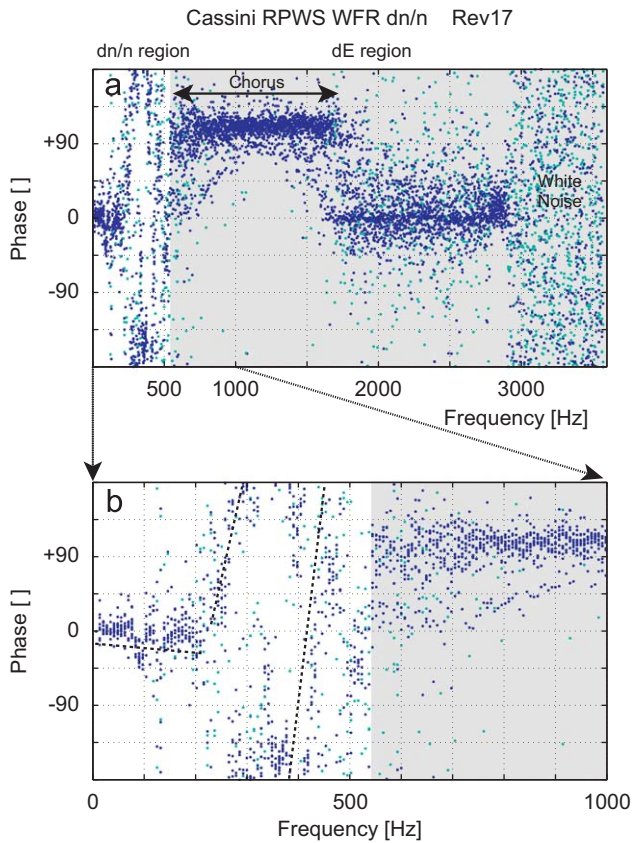 Cassini RPWS WFR dn/n Rev17
dn/n region dE region
a
Chorus
+90
0
-90
Phase [ ]
White
Noise
500 1000 2000 3000
Frequency [Hz]
b
+90
0
-90
Phase [ ]
0 500 1000
Frequency [Hz]